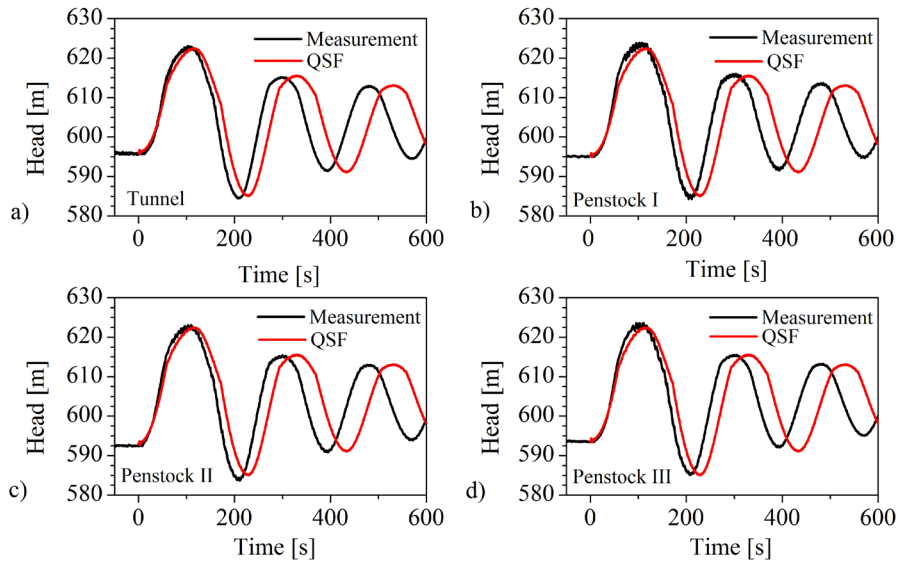 630
620
610
600
590
580
Head [m]
Measurement
QSF
Tunnel
a)
0 200 400 600
Time [s]
630
620
610
600
590
580
Head [m]
Measurement
QSF
Penstock I
b)
0 200 400 600
Time [s]
630
620
610
600
590
580
Head [m]
Measurement
QSF
Penstock II
c)
0 200 400 600
Time [s]
630
620
610
600
590
580
Head [m]
Measurement
QSF
Penstock III
d)
0 200 400 600
Time [s]